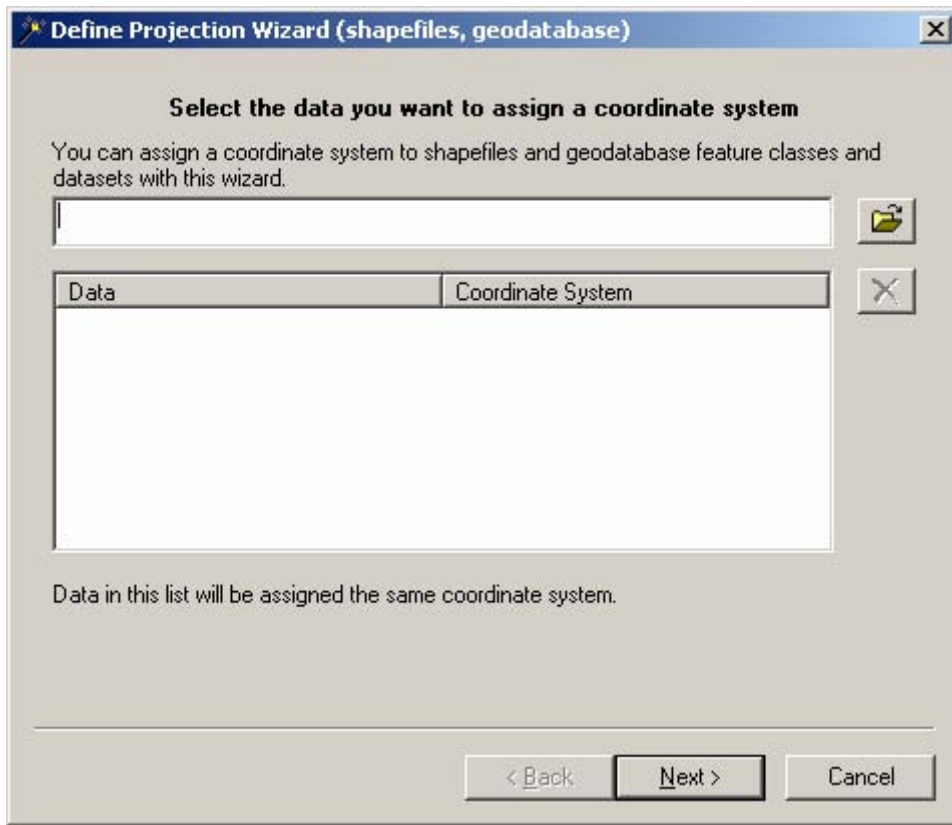 Define Projection Wizard (shapefiles, geodatabase)
Select the data you want to assign a coordinate system
You can assign a coordinate system to shapefiles and geodatabase feature classes and
datasets with this wizard.
Data
Coordinate System
Data in this list will be assigned the same coordinate system.
< Back
Next >
Cancel